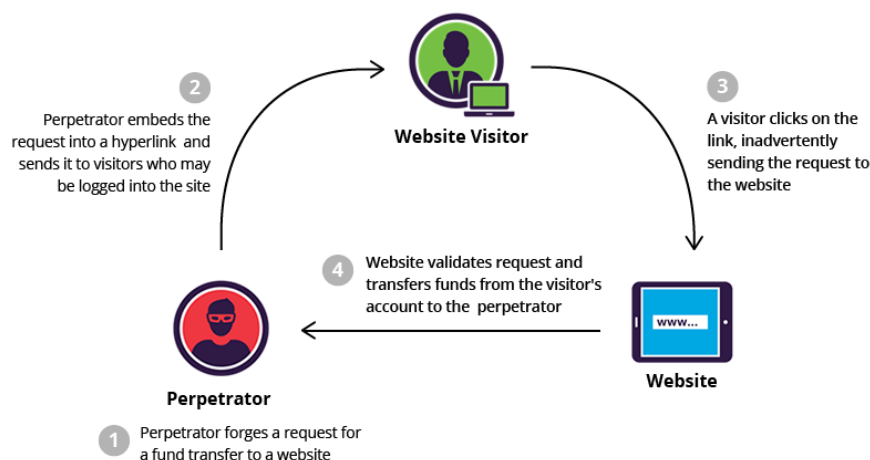 2
Perpetrator embeds the
request into a hyperlink and
sends it to visitors who may
be logged into the site
Website Visitor
3
A visitor clicks on the
link, inadvertently
sending the request to
the website
4
Website validates request and
transfers funds from the visitor's
account to the perpetrator
www...
Website
Perpetrator
1
Perpetrator forges a request for
a fund transfer to a website